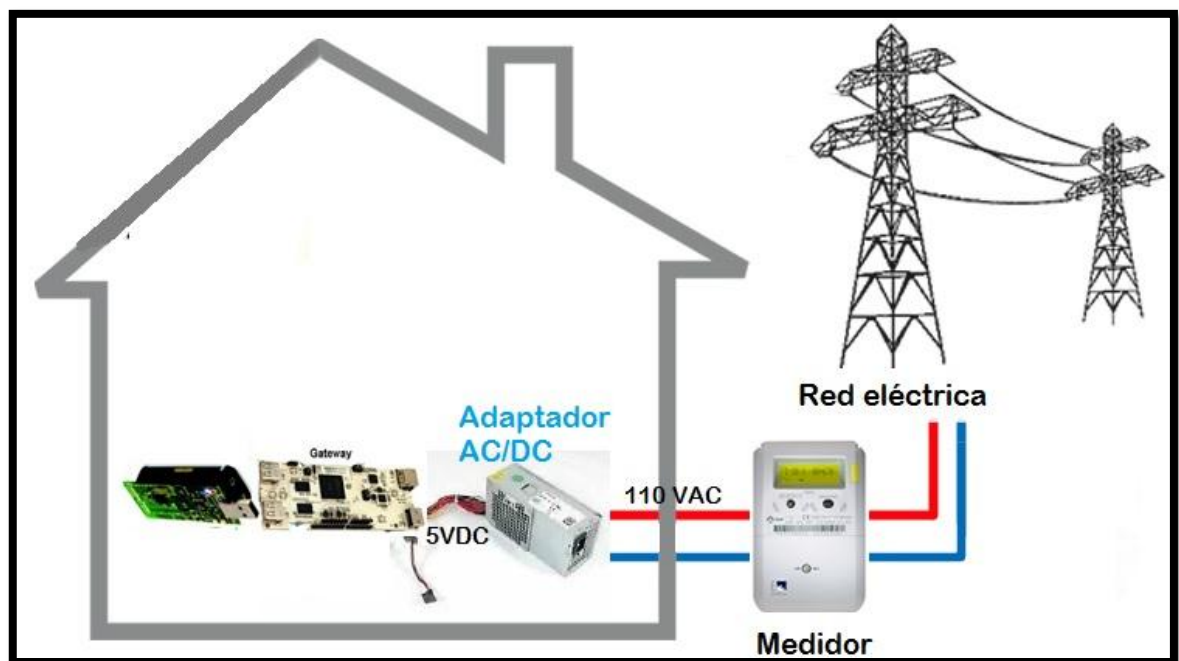 Red eléctrica
Adaptador
AC/DC
Gateway
110 VAC
5VDC
Medidor